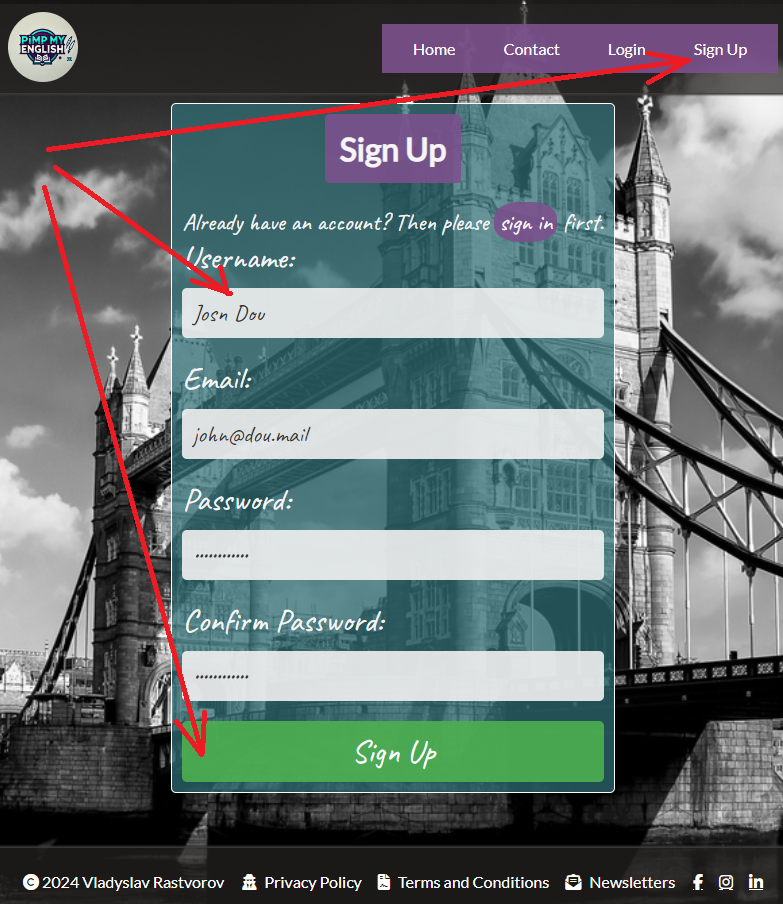 PIMP MY
ENGLISH
Home Contact Login Sign Up
Sign Up
Already have an account? Then please sign in first.
Username:
Josn Dou
Email:
john@dou.mail
Password:
············
Confirm Password:
············
Sign Up
© 2024 Vladyslav Rastvorov Privacy Policy Terms and Conditions Newsletters